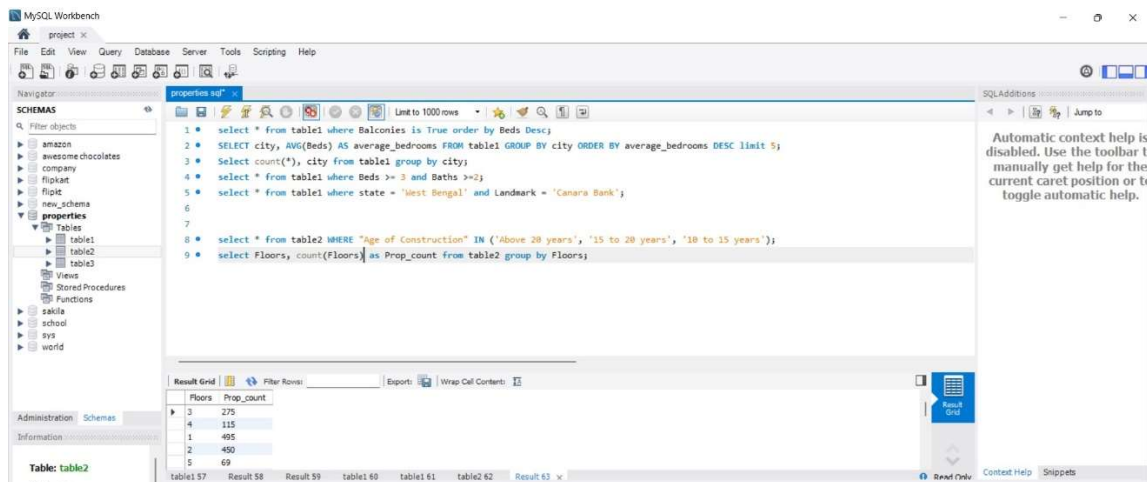 MySQL Workbench
project ×
File Edit View Query Database Server Tools Scripting Help
Navigator
SCHEMAS
Filter objects
amazon
awesome chocolates
company
flipkart
flipkt
new_schema
properties
Tables
table1
table2
table3
Views
Stored Procedures
Functions
sakila
school
sys
world
Administration Schemas
Information
Table: table2
properties sql* ×
Limit to 1000 rows
1 select * from table1 where Balconies is True order by Beds Desc;
2 SELECT city, AVG(Beds) AS average_bedrooms FROM table1 GROUP BY city ORDER BY average_bedrooms DESC limit 5;
3 Select count(*), city from table1 group by city;
4 select * from table1 where Beds >= 3 and Baths >=2;
5 select * from table1 where state = 'West Bengal' and Landmark = 'Canara Bank';
6
7
8 select * from table2 WHERE "Age of Construction" IN ('Above 20 years', '15 to 20 years', '10 to 15 years');
9 select Floors, count(Floors) as Prop_count from table2 group by Floors;
Result Grid Filter Rows: Export: Wrap Cell Content:
Floors Prop_count
3 275
4 115
1 495
2 450
5 69
Result Grid
table1 57 Result 58 Result 59 table1 60 table1 61 table2 62 Result 63 ×
Read Only
SQLAdditions
Jump to
Automatic context help is
disabled. Use the toolbar t
manually get help for the
current caret position or to
toggle automatic help.
Context Help Snippets